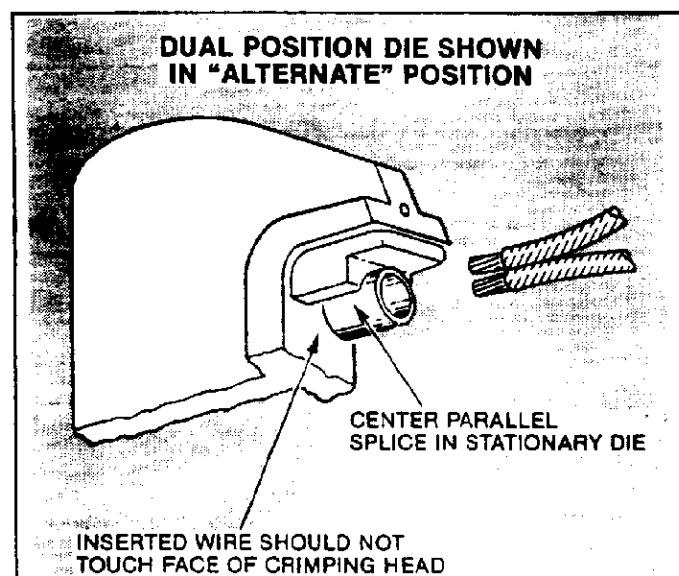 DUAL POSITION DIE SHOWN
IN "ALTERNATE" POSITION
CENTER PARALLEL
SPLICE IN STATIONARY DIE
INSERTED WIRE SHOULD NOT
TOUCH FACE OF CRIMPING HEAD